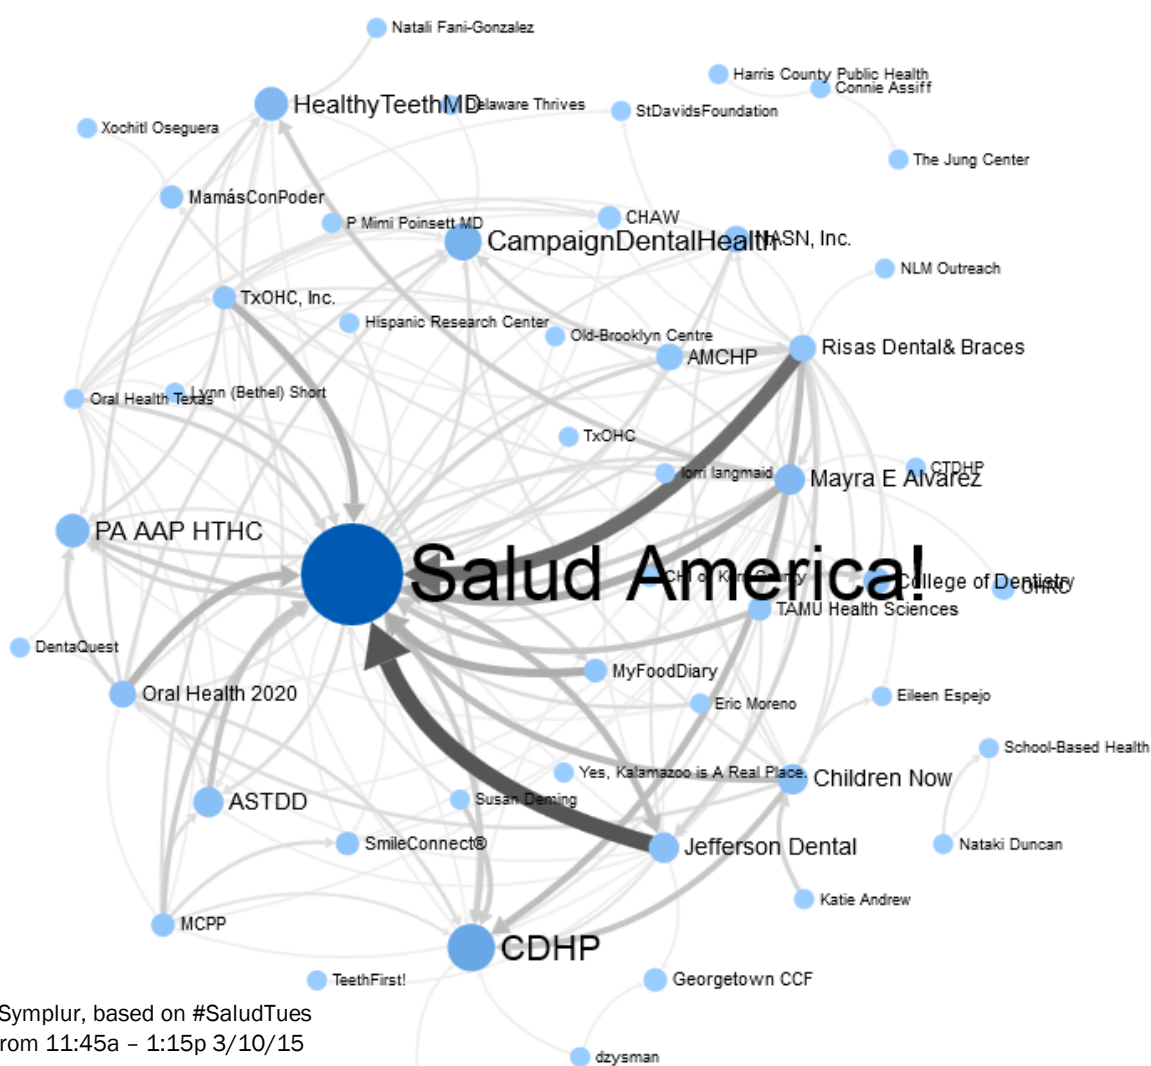 Natali Fani-Gonzalez
Harris County Public Health
Connie Assiff
HealthyTeethMD
Delaware Thrives
StDavidsFoundation
Xochitl Oseguera
The Jung Center
MamásConPoder
P Mimi Poinsett MD
CHAW
CampaignDentalHealth
NASN, Inc.
NLM Outreach
TxOHC, Inc.
Hispanic Research Center
Old-Brooklyn Centre
AMCHP
Risas Dental& Braces
Lynn (Bethel) Short
Oral Health Texas
TxOHC
lorri langmaid
CTDHP
Mayra E Alvarez
PA AAP HTHC
Salud America!
CHI of Kern County
College of Dentistry
OHRC
TAMU Health Sciences
DentaQuest
MyFoodDiary
Oral Health 2020
Eric Moreno
Eileen Espejo
School-Based Health
Yes, Kalamazoo is A Real Place.
Children Now
Susan Deming
ASTDD
SmileConnect®
Jefferson Dental
Nataki Duncan
Katie Andrew
MCPP
CDHP
TeethFirst!
Georgetown CCF
Symplur, based on #SaludTues
rom 11:45a – 1:15p 3/10/15
dzysman